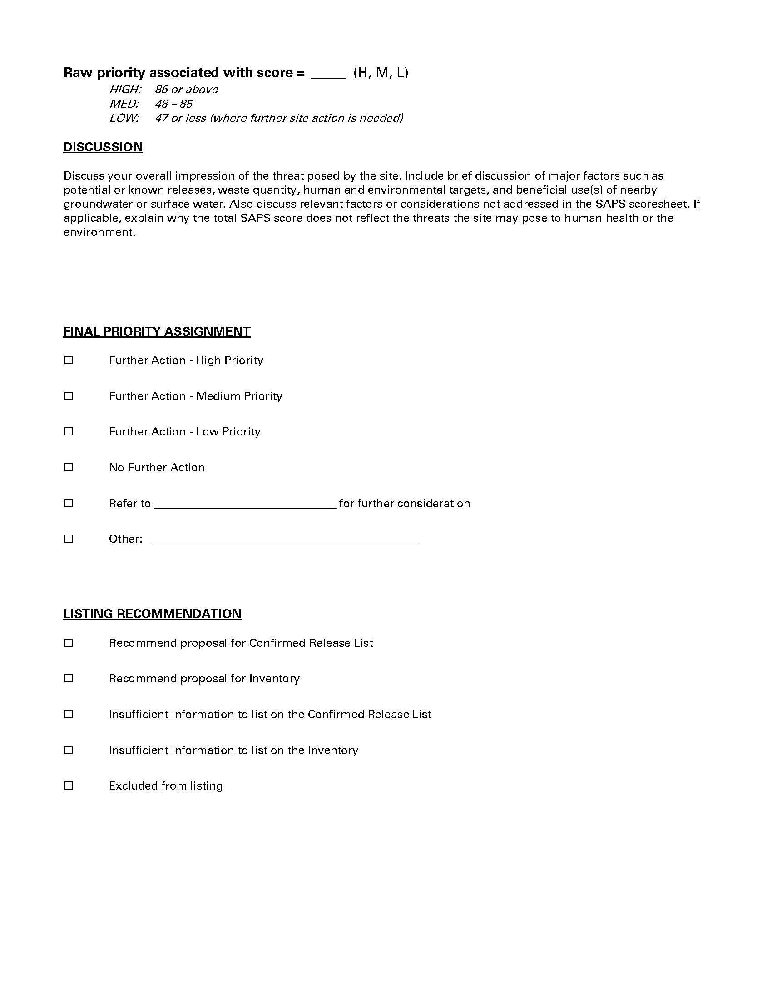 Raw priority associated with score = _____ (H, M, L)
HIGH: 86 or above
MED: 48 – 85
LOW: 47 or less (where further site action is needed)
DISCUSSION
Discuss your overall impression of the threat posed by the site. Include brief discussion of major factors such as
potential or known releases, waste quantity, human and environmental targets, and beneficial use(s) of nearby
groundwater or surface water. Also discuss relevant factors or considerations not addressed in the SAPS scoresheet. If
applicable, explain why the total SAPS score does not reflect the threats the site may pose to human health or the
environment.
FINAL PRIORITY ASSIGNMENT
☐ Further Action - High Priority
☐ Further Action - Medium Priority
☐ Further Action - Low Priority
☐ No Further Action
☐ Refer to _____________________________ for further consideration
☐ Other: __________________________________________
LISTING RECOMMENDATION
☐ Recommend proposal for Confirmed Release List
☐ Recommend proposal for Inventory
☐ Insufficient information to list on the Confirmed Release List
☐ Insufficient information to list on the Inventory
☐ Excluded from listing